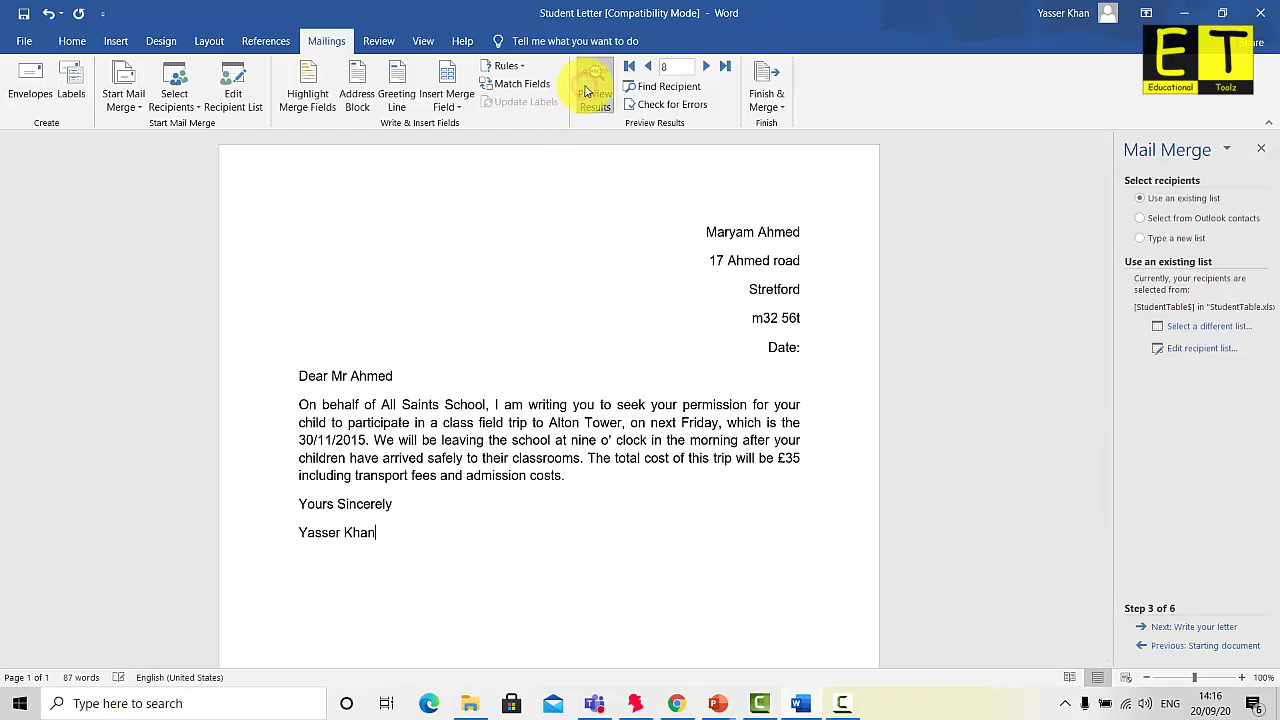 Student Letter [Compatibility Mode] - Word
Yasser Khan
File Home Insert Design Layout References Mailings Review View Help Tell me what you want to do
Share
ET
Educational Toolz
Envelopes Labels
Create
Start Mail Merge
Select Recipients
Edit Recipient List
Start Mail Merge
Highlight Merge Fields
Address Block
Greeting Line
Insert Merge Field
Rules
Match Fields
Update Labels
Write & Insert Fields
Preview Results
8
Find Recipient
Check for Errors
Preview Results
Finish & Merge
Finish
Maryam Ahmed
17 Ahmed road
Stretford
m32 56t
Date:
Dear Mr Ahmed
On behalf of All Saints School, I am writing you to seek your permission for your
child to participate in a class field trip to Alton Tower, on next Friday, which is the
30/11/2015. We will be leaving the school at nine o' clock in the morning after your
children have arrived safely to their classrooms. The total cost of this trip will be £35
including transport fees and admission costs.
Yours Sincerely
Yasser Khan
Mail Merge
Select recipients
Use an existing list
Select from Outlook contacts
Type a new list
Use an existing list
Currently, your recipients are
selected from:
[StudentTable$] in "StudentTable.xls
Select a different list...
Edit recipient list...
Step 3 of 6
Next: Write your letter
Previous: Starting document
Page 1 of 1 87 words English (United States)
100%
Type here to search
ENG
14:16
20/09/20
6